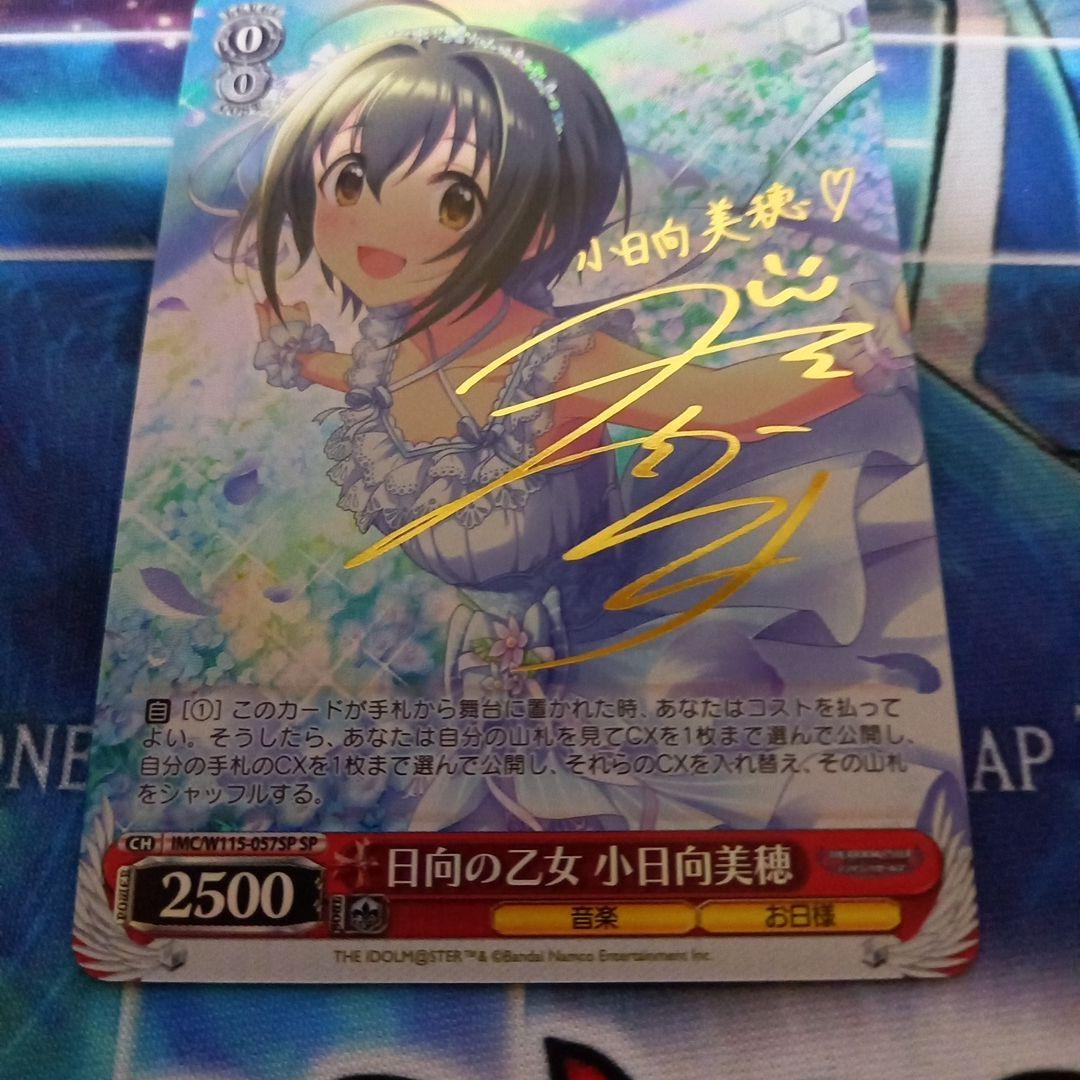 0
0
小日向美穂♡
自 [①] このカードが手札から舞台に置かれた時、あなたはコストを払って
よい。そうしたら、あなたは自分の山札を見てCXを1枚まで選んで公開し、
自分の手札のCXを1枚まで選んで公開し、それらのCXを入れ替え、その山札
をシャッフルする。
CH IMC/W115-057SP SP
日向の乙女 小日向美穂
POWER 2500 SOUL
音楽 お日様
THE IDOLM@STER™& ©Bandai Namco Entertainment Inc.
ONE
AP